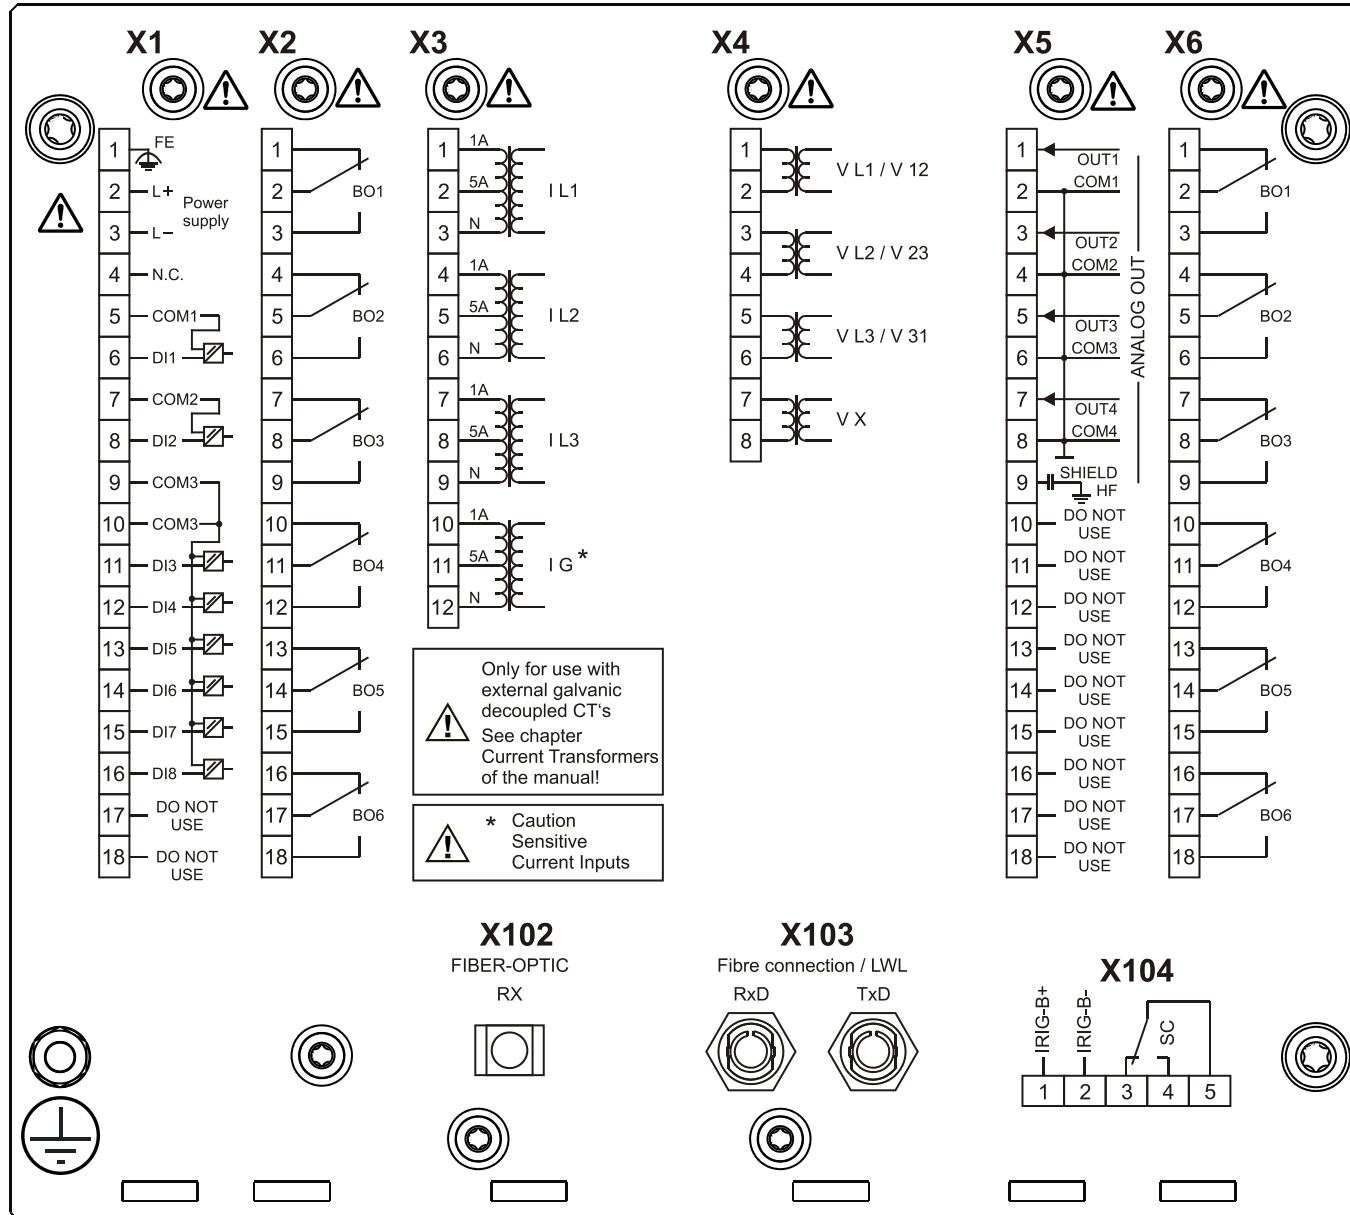 X1
X2
X3
X4
X5
X6
1 FE
2 L+
Power
supply
3 L−
4 N.C.
5 COM1
6 DI1
7 COM2
8 DI2
9 COM3
10 COM3
11 DI3
12 DI4
13 DI5
14 DI6
15 DI7
16 DI8
17 DO NOT
USE
18 DO NOT
USE
1
2 BO1
3
4
5 BO2
6
7
8 BO3
9
10
11 BO4
12
13
14 BO5
15
16
17 BO6
18
1 1A
2 5A I L1
3 N
4 1A
5 5A I L2
6 N
7 1A
8 5A I L3
9 N
10 1A
11 5A I G *
12 N
Only for use with
external galvanic
decoupled CT‘s
See chapter
Current Transformers
of the manual!
* Caution
Sensitive
Current Inputs
1
V L1 / V 12
2
3
V L2 / V 23
4
5
V L3 / V 31
6
7
V X
8
1 OUT1
2 COM1
3 OUT2
4 COM2
5 OUT3
6 COM3
7 OUT4
8 COM4
ANALOG OUT
9 SHIELD
HF
10 DO NOT
USE
11 DO NOT
USE
12 DO NOT
USE
13 DO NOT
USE
14 DO NOT
USE
15 DO NOT
USE
16 DO NOT
USE
17 DO NOT
USE
18 DO NOT
USE
1
2 BO1
3
4
5 BO2
6
7
8 BO3
9
10
11 BO4
12
13
14 BO5
15
16
17 BO6
18
X102
FIBER-OPTIC
RX
X103
Fibre connection / LWL
RxD TxD
X104
IRIG-B+
IRIG-B-
SC
1 2 3 4 5